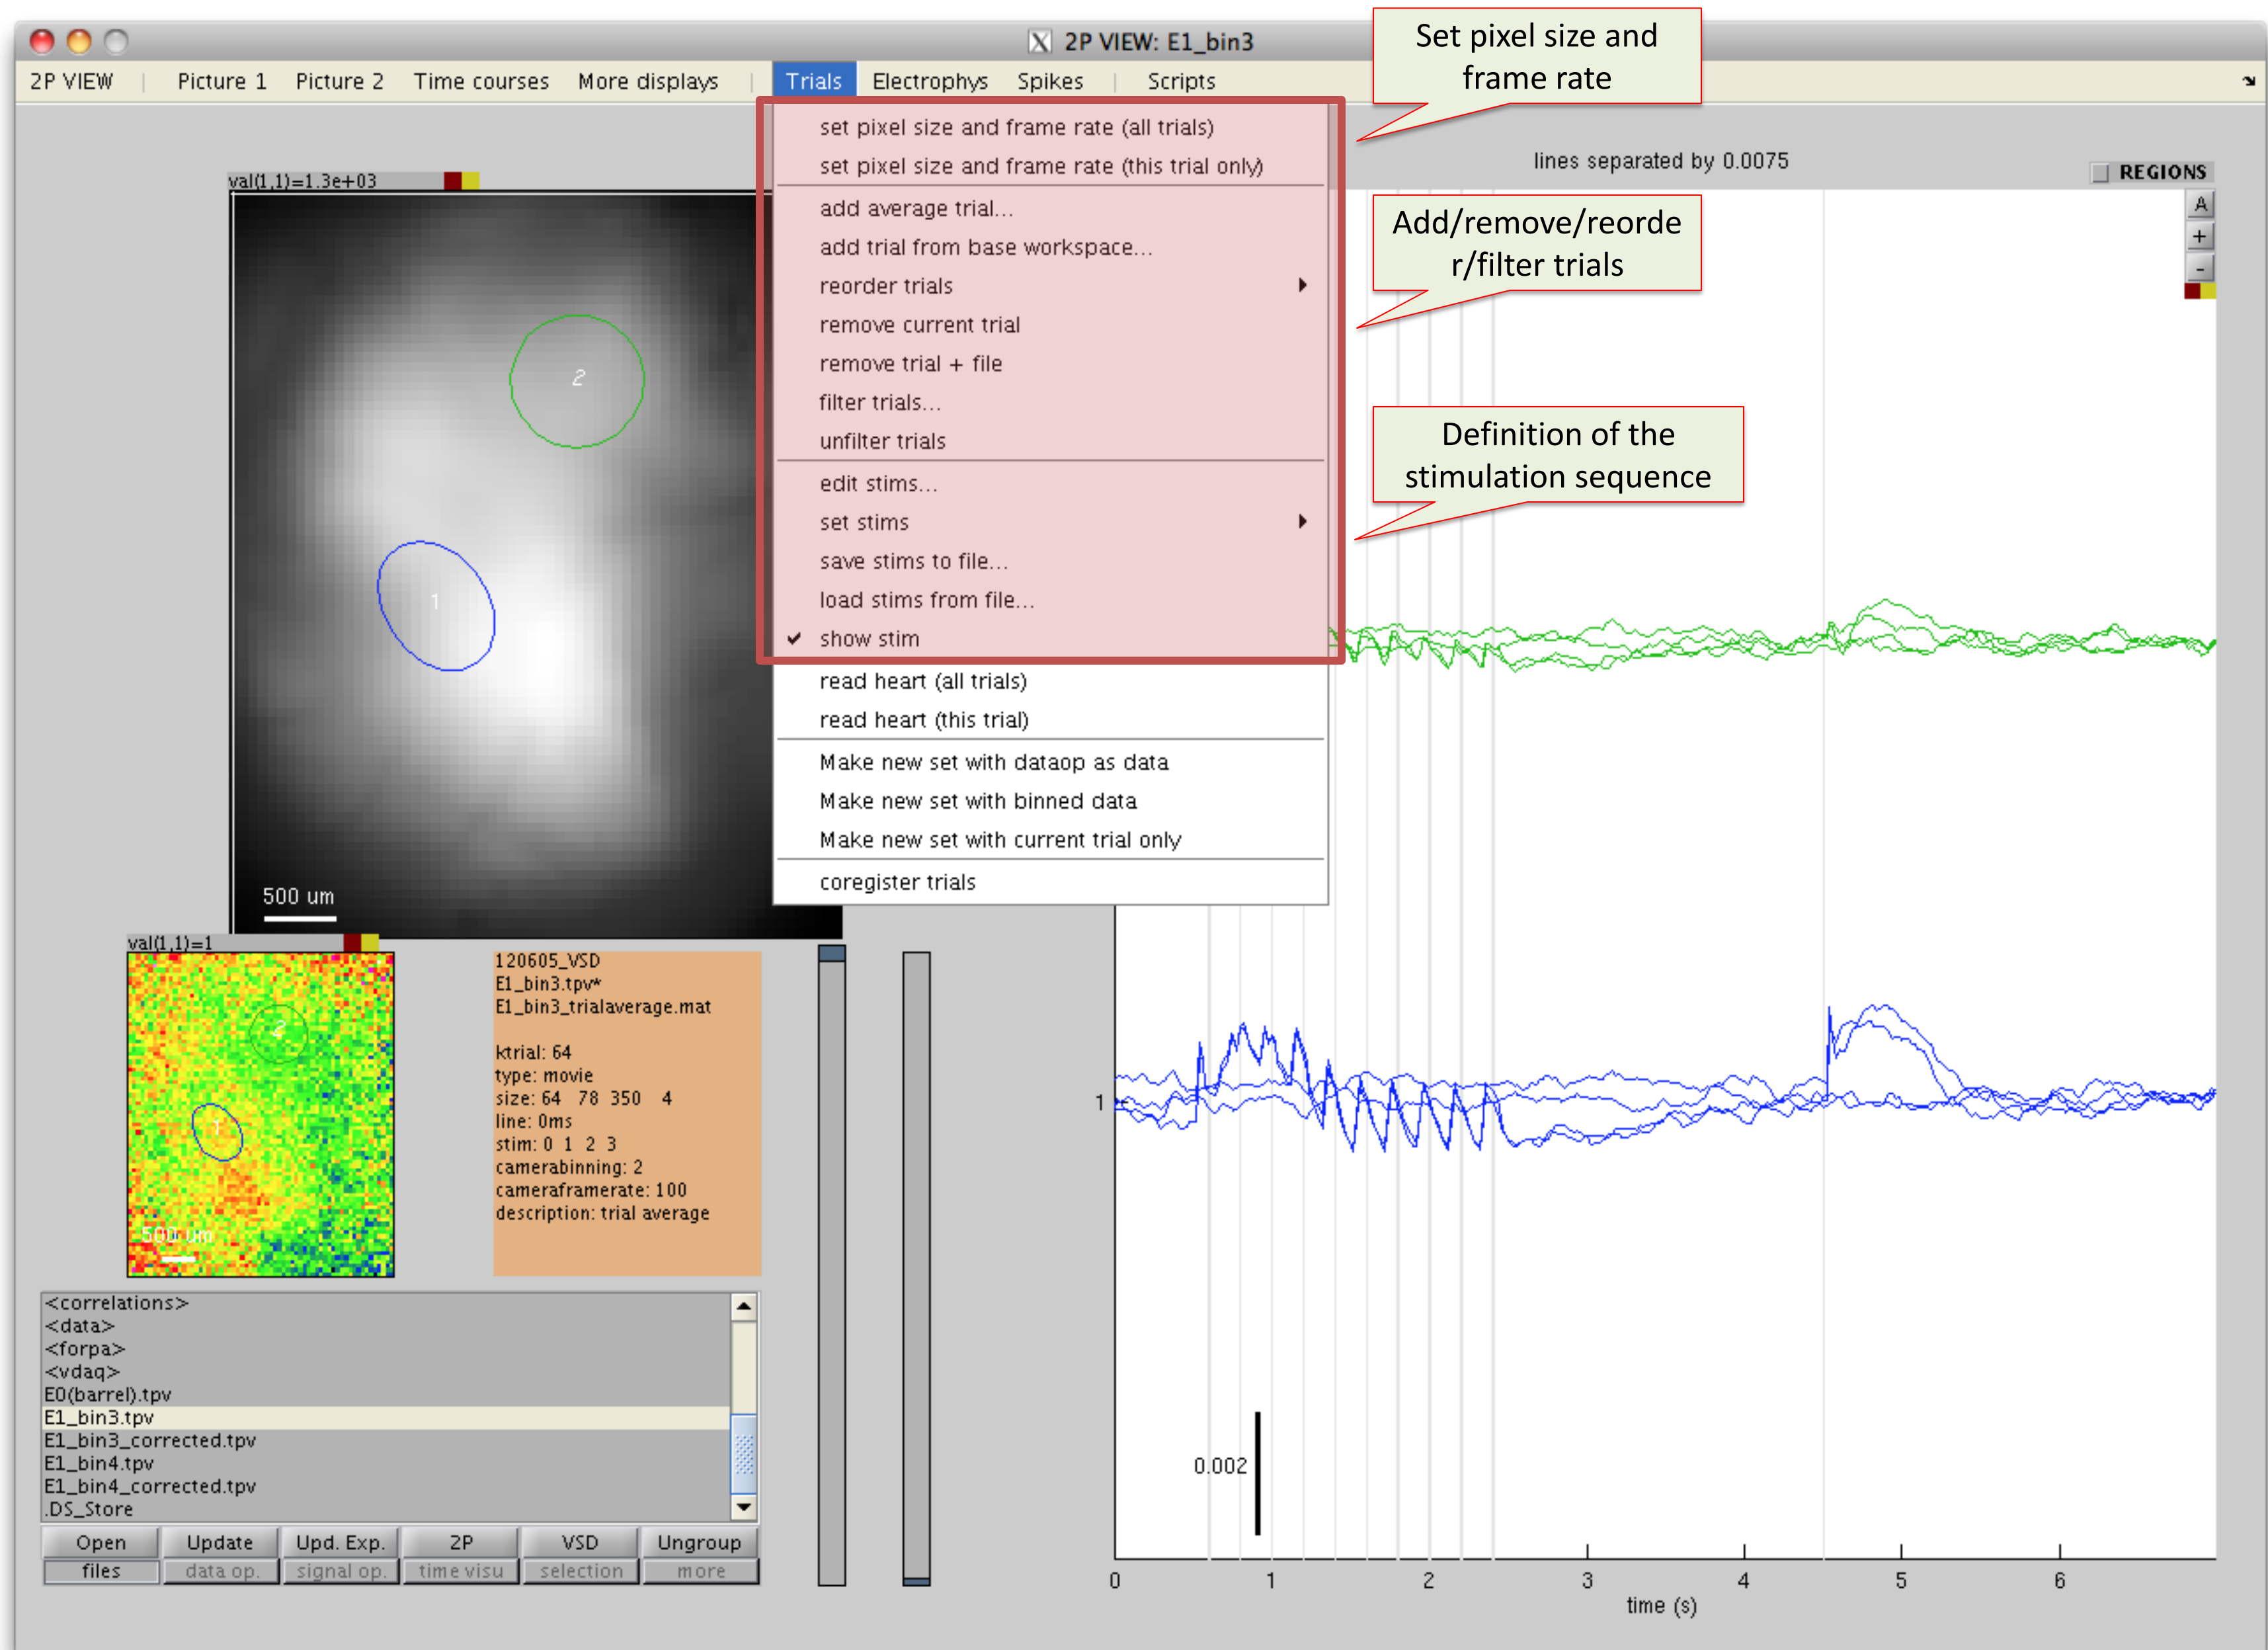 2P VIEW: E1_bin3
2P VIEW | Picture 1 Picture 2 Time courses More displays | Trials Electrophys Spikes | Scripts
Set pixel size and
frame rate
set pixel size and frame rate (all trials)
set pixel size and frame rate (this trial only)
add average trial...
add trial from base workspace...
reorder trials
remove current trial
remove trial + file
filter trials...
unfilter trials
edit stims...
set stims
save stims to file...
load stims from file...
show stim
read heart (all trials)
read heart (this trial)
Make new set with dataop as data
Make new set with binned data
Make new set with current trial only
coregister trials
Add/remove/reorde
r/filter trials
Definition of the
stimulation sequence
lines separated by 0.0075
REGIONS
A
+
-
val(1,1)=1.3e+03
2
1
500 um
val(1,1)=1
2
1
500 um
120605_VSD
E1_bin3.tpv*
E1_bin3_trialaverage.mat
ktrial: 64
type: movie
size: 64 78 350 4
line: 0ms
stim: 0 1 2 3
camerabinning: 2
cameraframerate: 100
description: trial average
<correlations>
<data>
<forpa>
<vdaq>
E0(barrel).tpv
E1_bin3.tpv
E1_bin3_corrected.tpv
E1_bin4.tpv
E1_bin4_corrected.tpv
.DS_Store
Open Update Upd. Exp. 2P VSD Ungroup
files data op. signal op. time visu selection more
1
0.002
0 1 2 3 4 5 6
time (s)